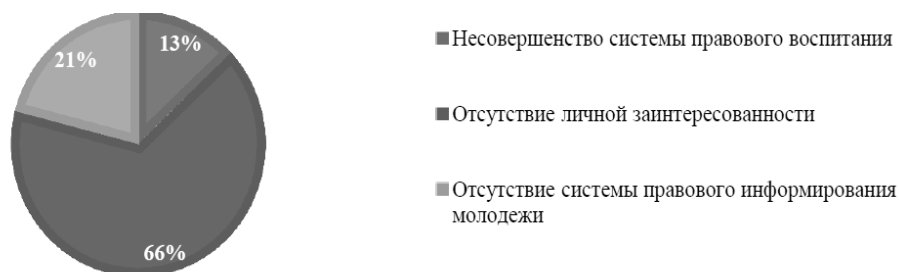 13%
21%
66%
Несовершенство системы правового воспитания
Отсутствие личной заинтересованности
Отсутствие системы правового информирования
молодежи